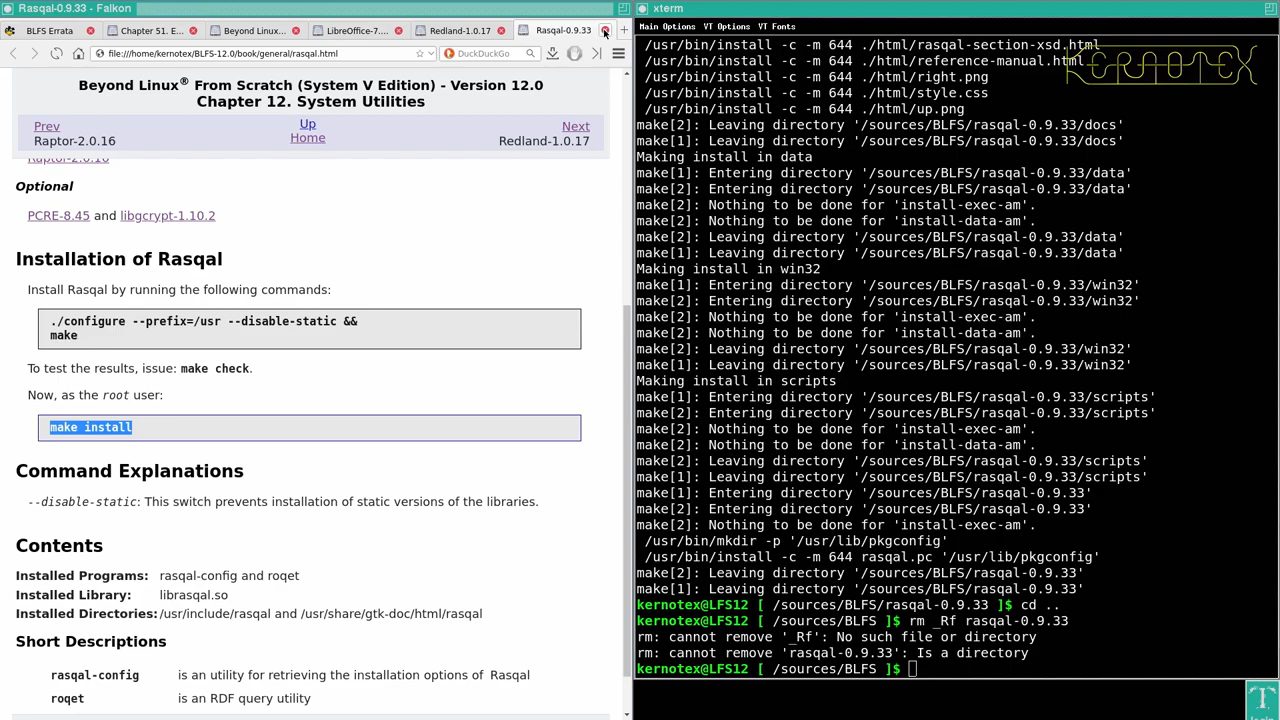 Rasqal-0.9.33 - Falkon
BLFS Errata
Chapter 51. E...
Beyond Linux...
LibreOffice-7...
Redland-1.0.17
Rasqal-0.9.33
file:///home/kernotex/BLFS-12.0/book/general/rasqal.html
DuckDuckGo
Beyond Linux® From Scratch (System V Edition) - Version 12.0
Chapter 12. System Utilities
Prev
Up
Next
Raptor-2.0.16
Home
Redland-1.0.17
Raptor-2.0.16
Optional
PCRE-8.45 and libgcrypt-1.10.2
Installation of Rasqal
Install Rasqal by running the following commands:
./configure --prefix=/usr --disable-static &&
make
To test the results, issue: make check.
Now, as the root user:
make install
Command Explanations
--disable-static: This switch prevents installation of static versions of the libraries.
Contents
Installed Programs: rasqal-config and roqet
Installed Library: librasqal.so
Installed Directories: /usr/include/rasqal and /usr/share/gtk-doc/html/rasqal
Short Descriptions
rasqal-config is an utility for retrieving the installation options of Rasqal
roqet is an RDF query utility
xterm
Main Options VT Options VT Fonts
/usr/bin/install -c -m 644 ./html/rasqal-section-xsd.html
/usr/bin/install -c -m 644 ./html/reference-manual.html
/usr/bin/install -c -m 644 ./html/right.png
/usr/bin/install -c -m 644 ./html/style.css
/usr/bin/install -c -m 644 ./html/up.png
make[2]: Leaving directory '/sources/BLFS/rasqal-0.9.33/docs'
make[1]: Leaving directory '/sources/BLFS/rasqal-0.9.33/docs'
Making install in data
make[1]: Entering directory '/sources/BLFS/rasqal-0.9.33/data'
make[2]: Entering directory '/sources/BLFS/rasqal-0.9.33/data'
make[2]: Nothing to be done for 'install-exec-am'.
make[2]: Nothing to be done for 'install-data-am'.
make[2]: Leaving directory '/sources/BLFS/rasqal-0.9.33/data'
make[1]: Leaving directory '/sources/BLFS/rasqal-0.9.33/data'
Making install in win32
make[1]: Entering directory '/sources/BLFS/rasqal-0.9.33/win32'
make[2]: Entering directory '/sources/BLFS/rasqal-0.9.33/win32'
make[2]: Nothing to be done for 'install-exec-am'.
make[2]: Nothing to be done for 'install-data-am'.
make[2]: Leaving directory '/sources/BLFS/rasqal-0.9.33/win32'
make[1]: Leaving directory '/sources/BLFS/rasqal-0.9.33/win32'
Making install in scripts
make[1]: Entering directory '/sources/BLFS/rasqal-0.9.33/scripts'
make[2]: Entering directory '/sources/BLFS/rasqal-0.9.33/scripts'
make[2]: Nothing to be done for 'install-exec-am'.
make[2]: Nothing to be done for 'install-data-am'.
make[2]: Leaving directory '/sources/BLFS/rasqal-0.9.33/scripts'
make[1]: Leaving directory '/sources/BLFS/rasqal-0.9.33/scripts'
make[1]: Entering directory '/sources/BLFS/rasqal-0.9.33'
make[2]: Entering directory '/sources/BLFS/rasqal-0.9.33'
make[2]: Nothing to be done for 'install-exec-am'.
/usr/bin/mkdir -p '/usr/lib/pkgconfig'
/usr/bin/install -c -m 644 rasqal.pc '/usr/lib/pkgconfig'
make[2]: Leaving directory '/sources/BLFS/rasqal-0.9.33'
make[1]: Leaving directory '/sources/BLFS/rasqal-0.9.33'
kernotex@LFS12 [ /sources/BLFS/rasqal-0.9.33 ]$ cd ..
kernotex@LFS12 [ /sources/BLFS ]$ rm _Rf rasqal-0.9.33
rm: cannot remove '_Rf': No such file or directory
rm: cannot remove 'rasqal-0.9.33': Is a directory
kernotex@LFS12 [ /sources/BLFS ]$
KERNOTEX